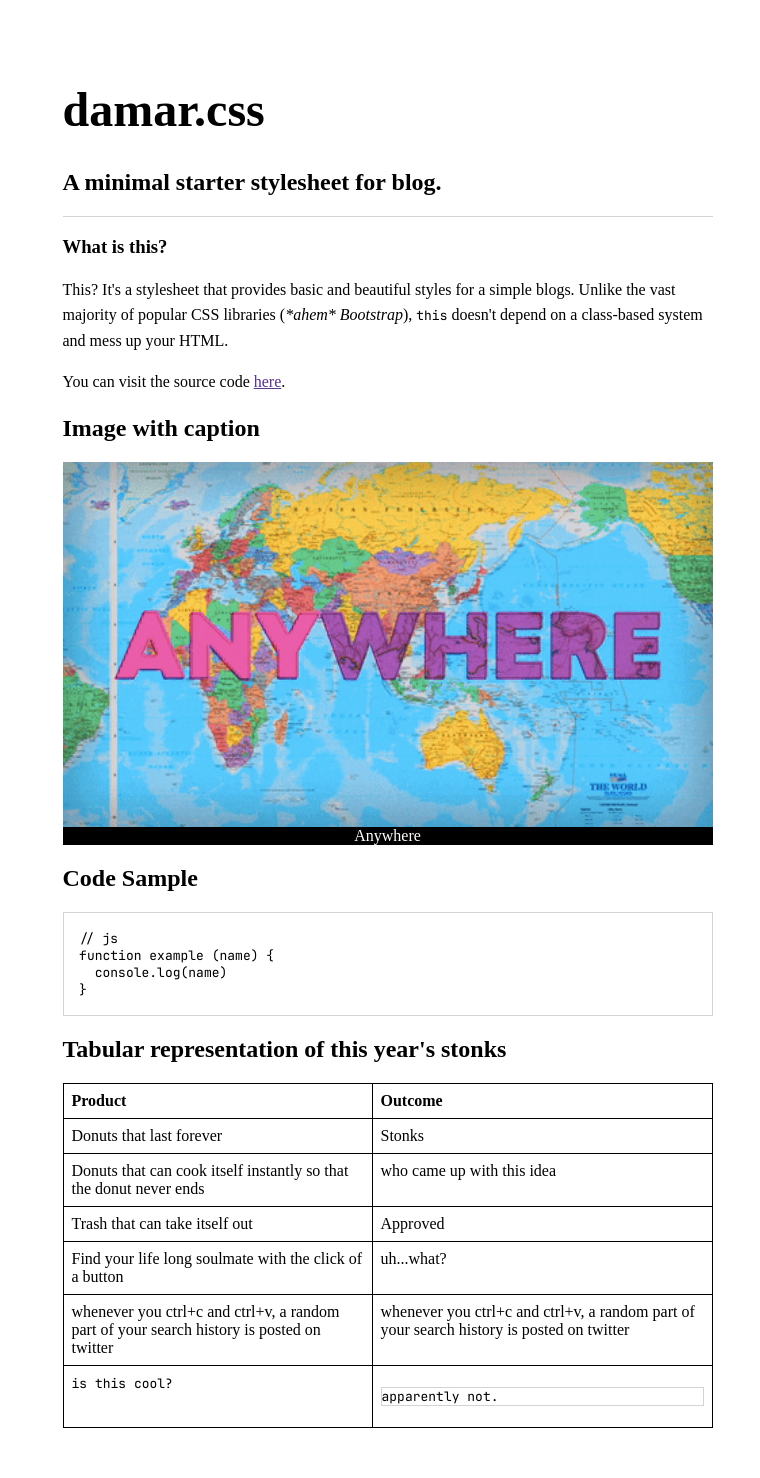 damar.css
A minimal starter stylesheet for blog.
What is this?
This? It's a stylesheet that provides basic and beautiful styles for a simple blogs. Unlike the vast
majority of popular CSS libraries (*ahem* Bootstrap), this doesn't depend on a class-based system
and mess up your HTML.
You can visit the source code here.
Image with caption
RUSSIAN FEDERATION
ANYWHERE
THE WORLD
Anywhere
Code Sample
// js
function example (name) {
  console.log(name)
}
Tabular representation of this year's stonks
Product
Outcome
Donuts that last forever
Stonks
Donuts that can cook itself instantly so that
the donut never ends
who came up with this idea
Trash that can take itself out
Approved
Find your life long soulmate with the click of
a button
uh...what?
whenever you ctrl+c and ctrl+v, a random
part of your search history is posted on
twitter
whenever you ctrl+c and ctrl+v, a random part of
your search history is posted on twitter
is this cool?
apparently not.